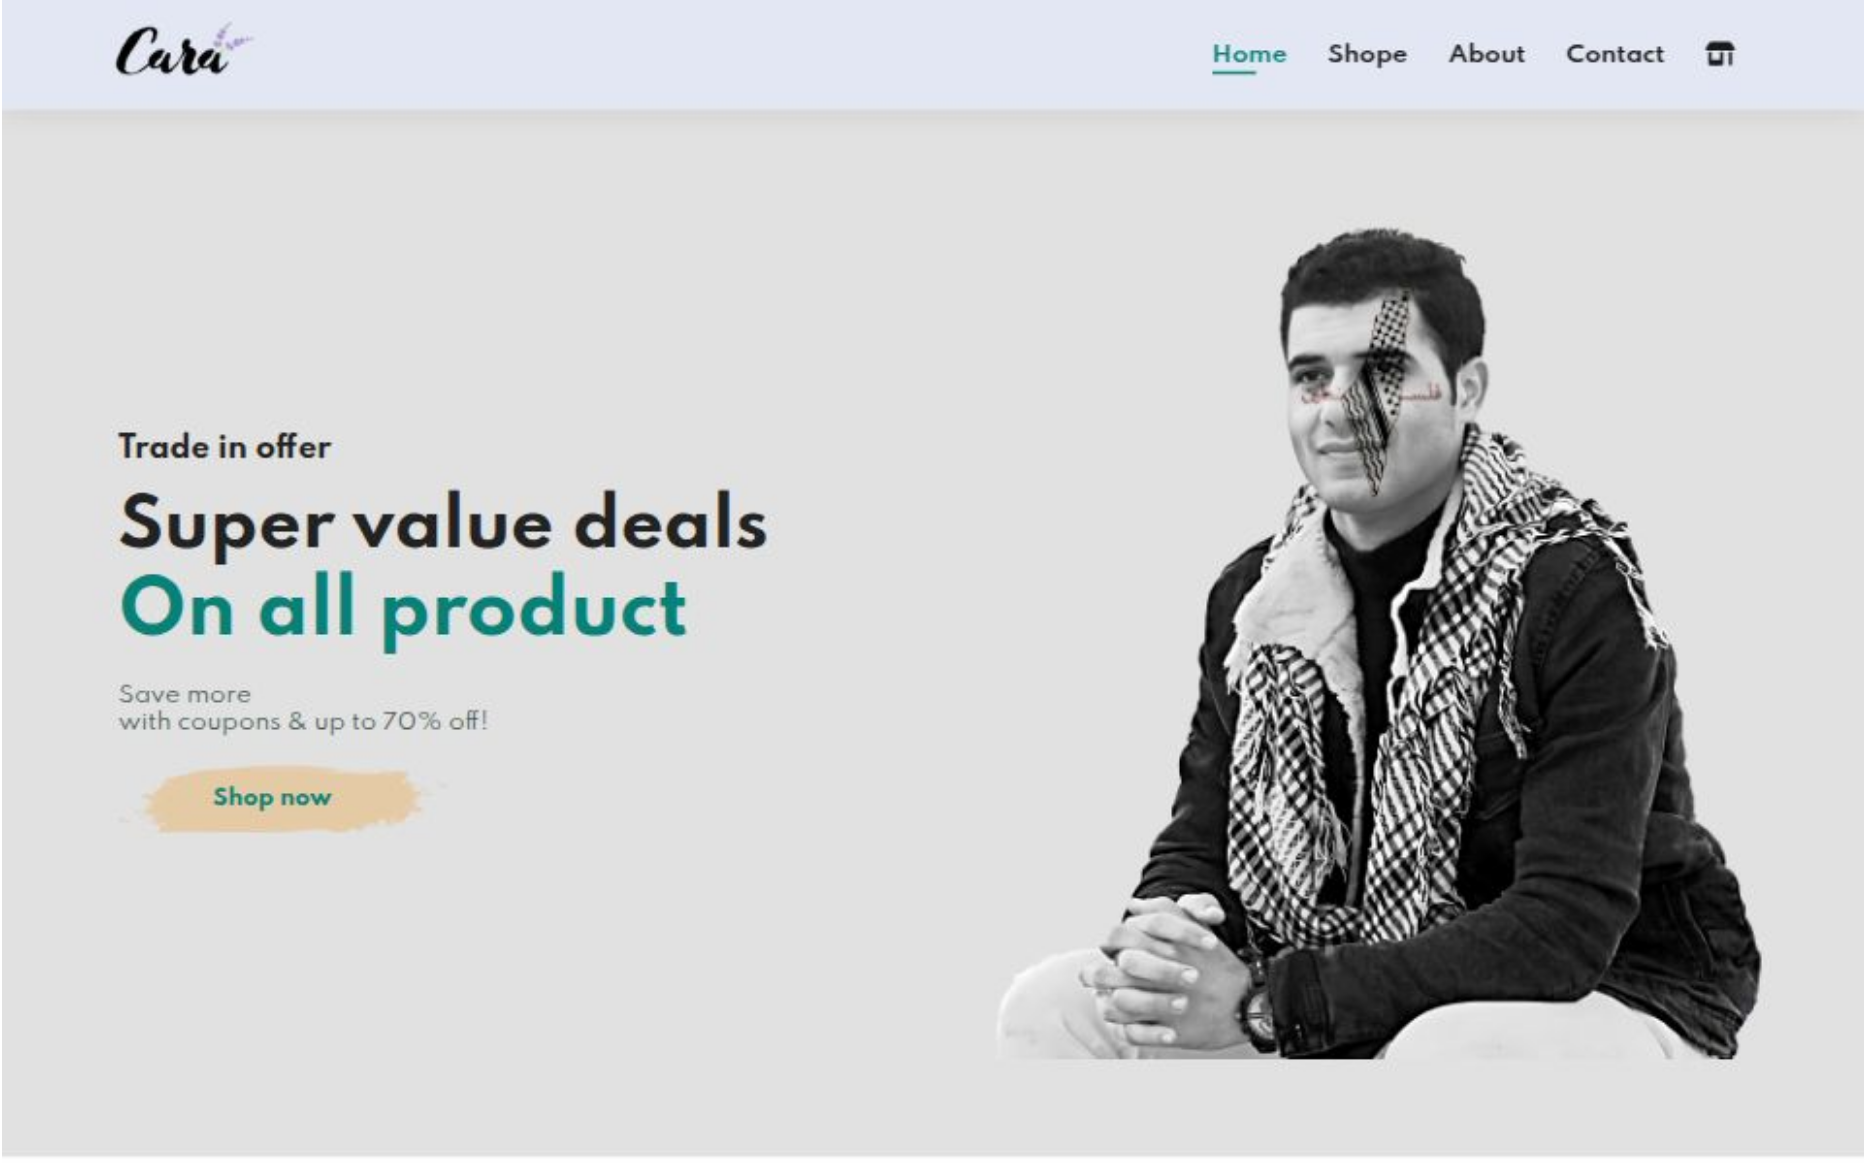 Cara
Home Shope About Contact
Trade in offer
Super value deals
On all product
Save more
with coupons & up to 70% off!
Shop now